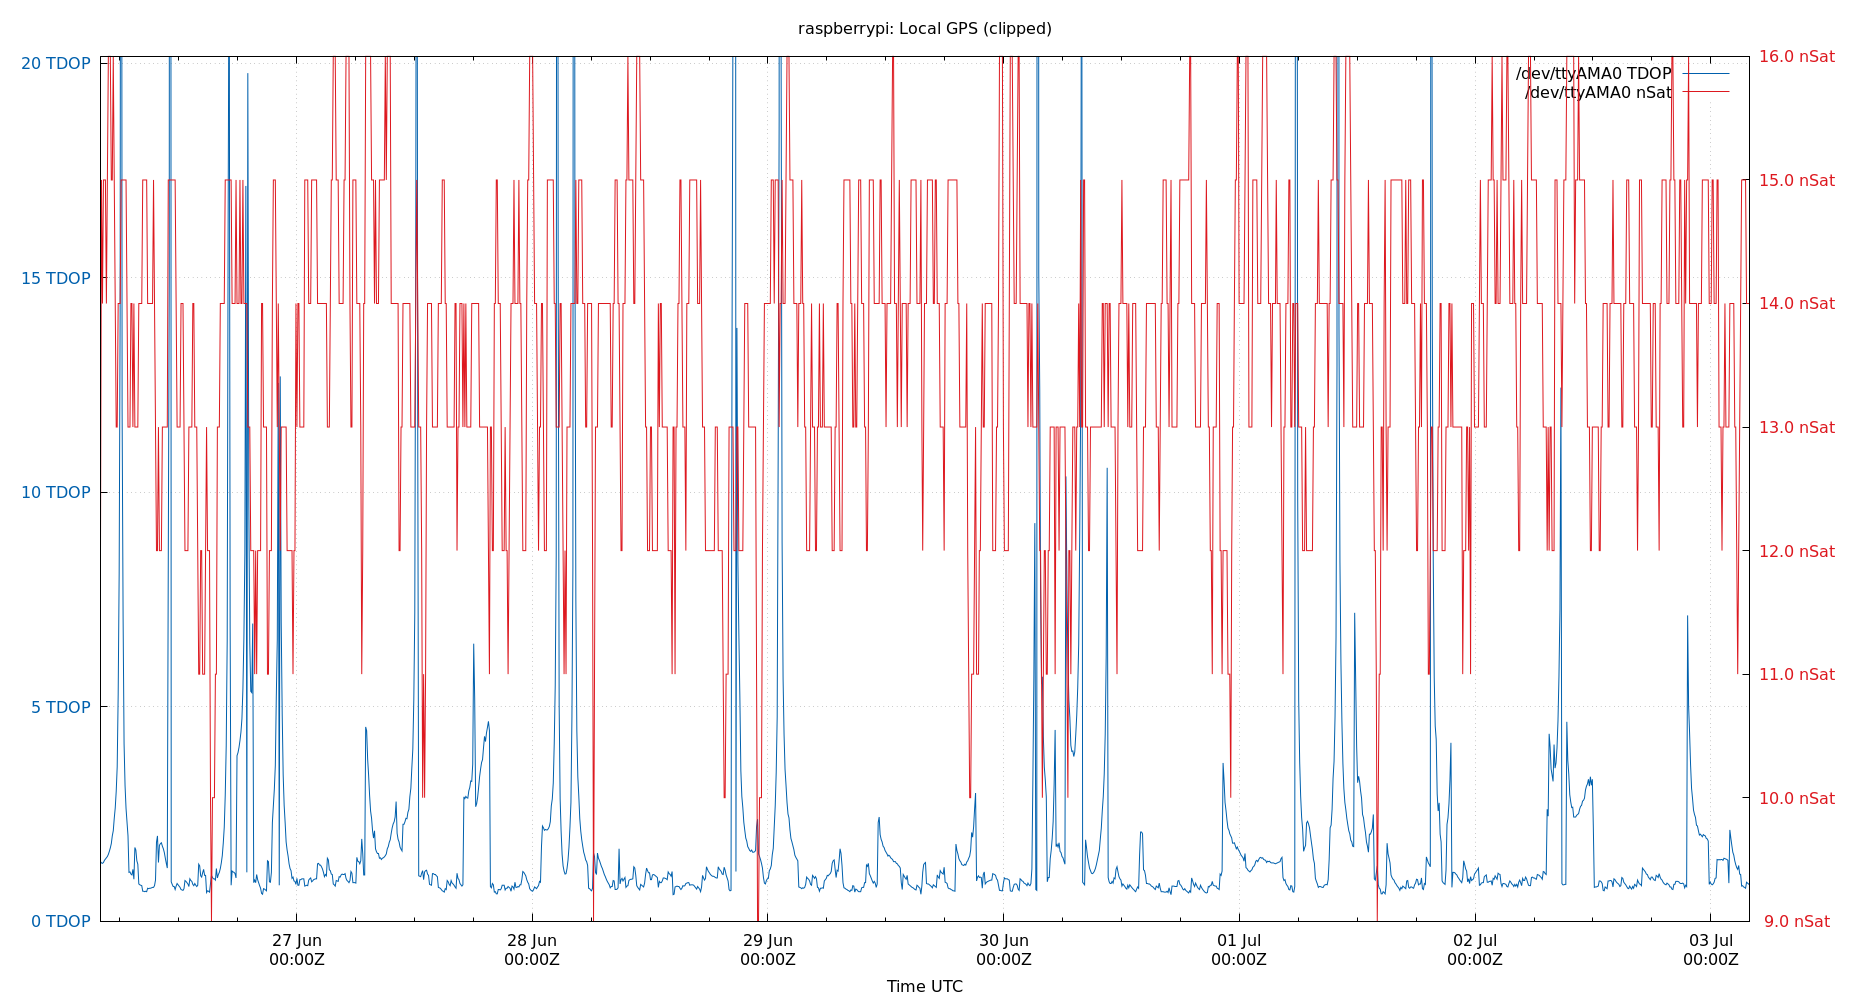 raspberrypi: Local GPS (clipped)
20 TDOP
15 TDOP
10 TDOP
5 TDOP
0 TDOP
16.0 nSat
15.0 nSat
14.0 nSat
13.0 nSat
12.0 nSat
11.0 nSat
10.0 nSat
9.0 nSat
/dev/ttyAMA0 TDOP
/dev/ttyAMA0 nSat
27 Jun
00:00Z
28 Jun
00:00Z
29 Jun
00:00Z
30 Jun
00:00Z
01 Jul
00:00Z
02 Jul
00:00Z
03 Jul
00:00Z
Time UTC